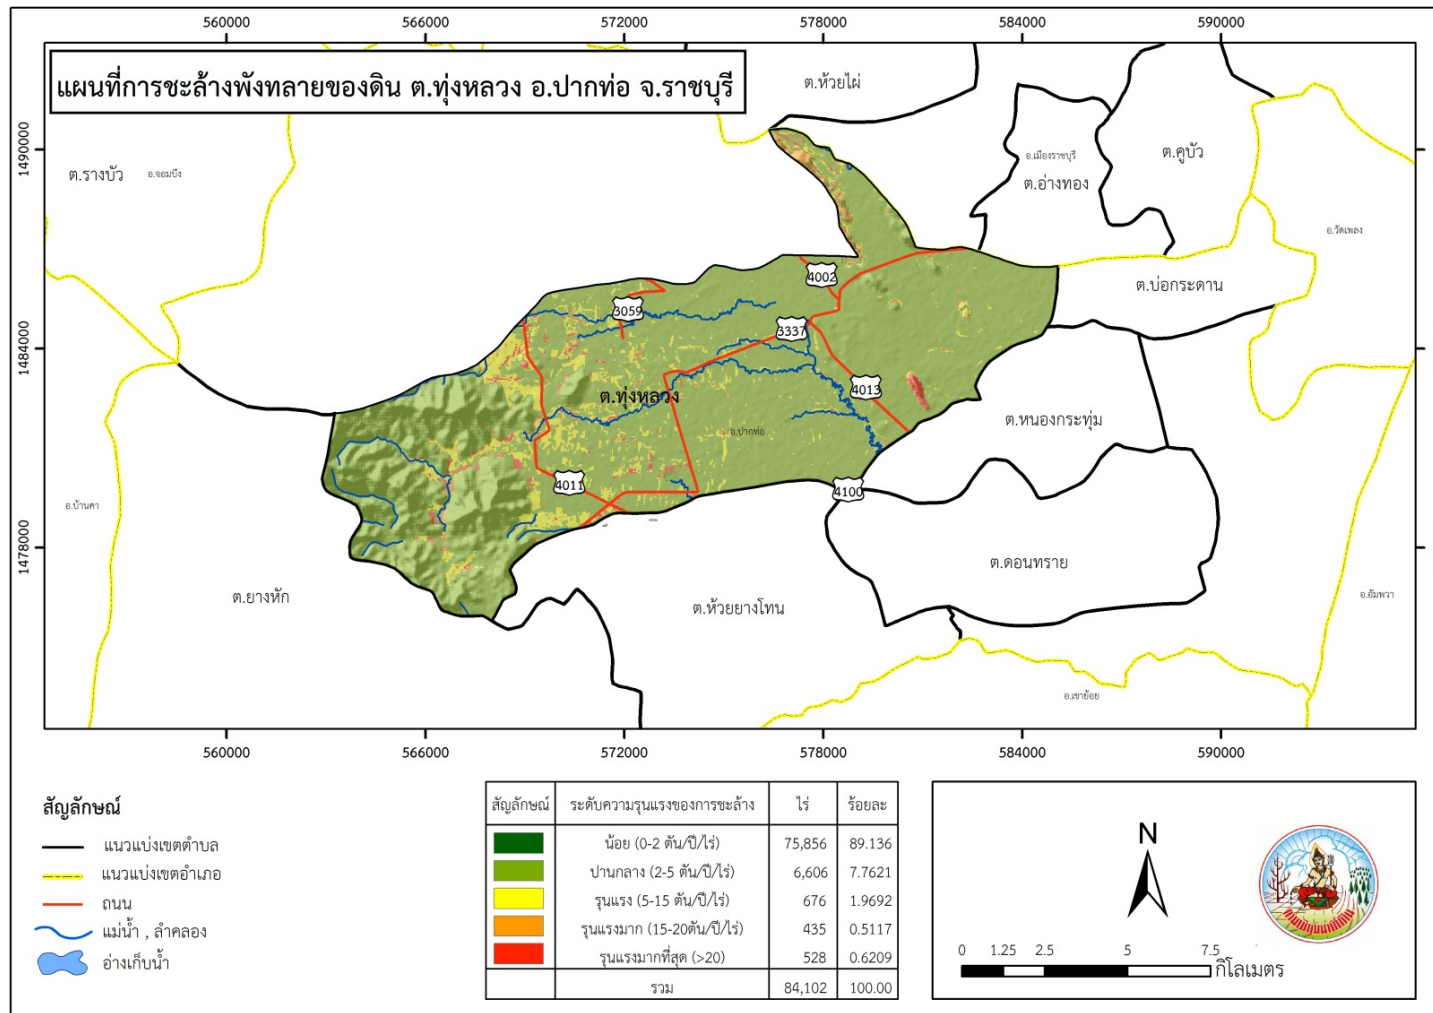 560000 566000 572000 578000 584000 590000
แผนที่การชะล้างพังทลายของดิน ต.ทุ่งหลวง อ.ปากท่อ จ.ราชบุรี
ต.ห้วยไผ่
1490000
อ.เมืองราชบุรี
ต.คูบัว
ต.รางบัว อ.จอมบึง
ต.อ่างทอง
อ.วัดเพลง
4002
ต.บ่อกระดาน
3059
3337
1484000
4013
ต.ทุ่งหลวง
ต.หนองกระทุ่ม
อ.ปากท่อ
4011
4100
อ.บ้านคา
1478000
ต.ดอนทราย
ต.ยางหัก
ต.ห้วยยางโทน
อ.อัมพวา
อ.เขาย้อย
560000 566000 572000 578000 584000 590000
สัญลักษณ์
แนวแบ่งเขตตำบล
แนวแบ่งเขตอำเภอ
ถนน
แม่น้ำ , ลำคลอง
อ่างเก็บน้ำ
สัญลักษณ์ ระดับความรุนแรงของการชะล้าง ไร่ ร้อยละ
น้อย (0-2 ตัน/ปี/ไร่) 75,856 89.136
ปานกลาง (2-5 ตัน/ปี/ไร่) 6,606 7.7621
รุนแรง (5-15 ตัน/ปี/ไร่) 676 1.9692
รุนแรงมาก (15-20ตัน/ปี/ไร่) 435 0.5117
รุนแรงมากที่สุด (>20) 528 0.6209
รวม 84,102 100.00
N
0 1.25 2.5 5 7.5
กิโลเมตร
กรมพัฒนาที่ดิน